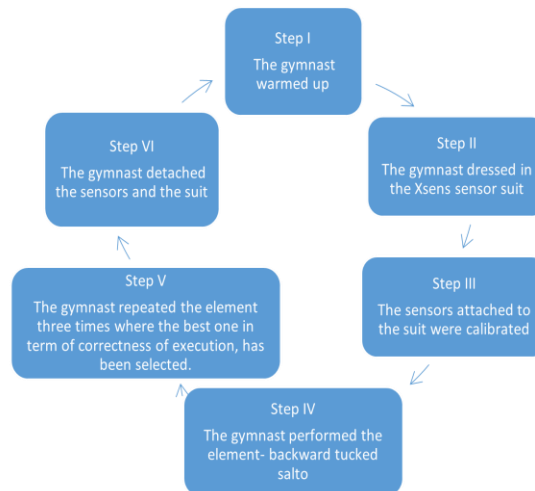 Step I
The gymnast
warmed up
Step II
The gymnast dressed in
the Xsens sensor suit
Step III
The sensors attached to
the suit were calibrated
Step IV
The gymnast performed the
element- backward tucked
salto
Step V
The gymnast repeated the element
three times where the best one in
term of correctness of execution, has
been selected.
Step VI
The gymnast detached
the sensors and the suit